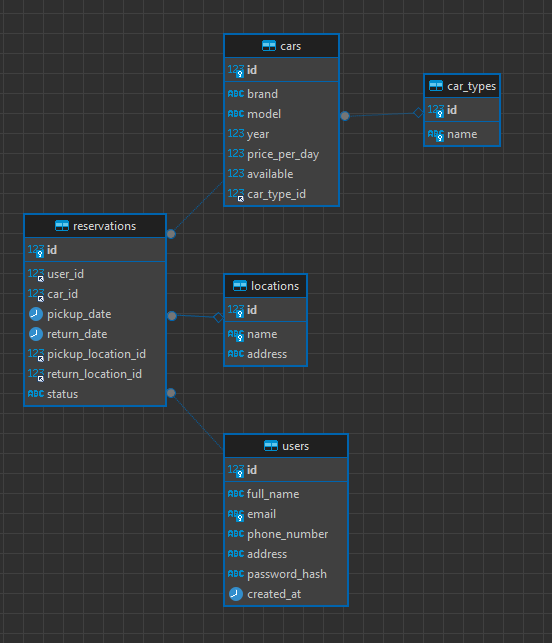 cars
123 id
ABC brand
ABC model
123 year
123 price_per_day
123 available
123 car_type_id
car_types
123 id
ABC name
reservations
123 id
123 user_id
123 car_id
pickup_date
return_date
123 pickup_location_id
123 return_location_id
ABC status
locations
123 id
ABC name
ABC address
users
123 id
ABC full_name
ABC email
ABC phone_number
ABC address
ABC password_hash
created_at